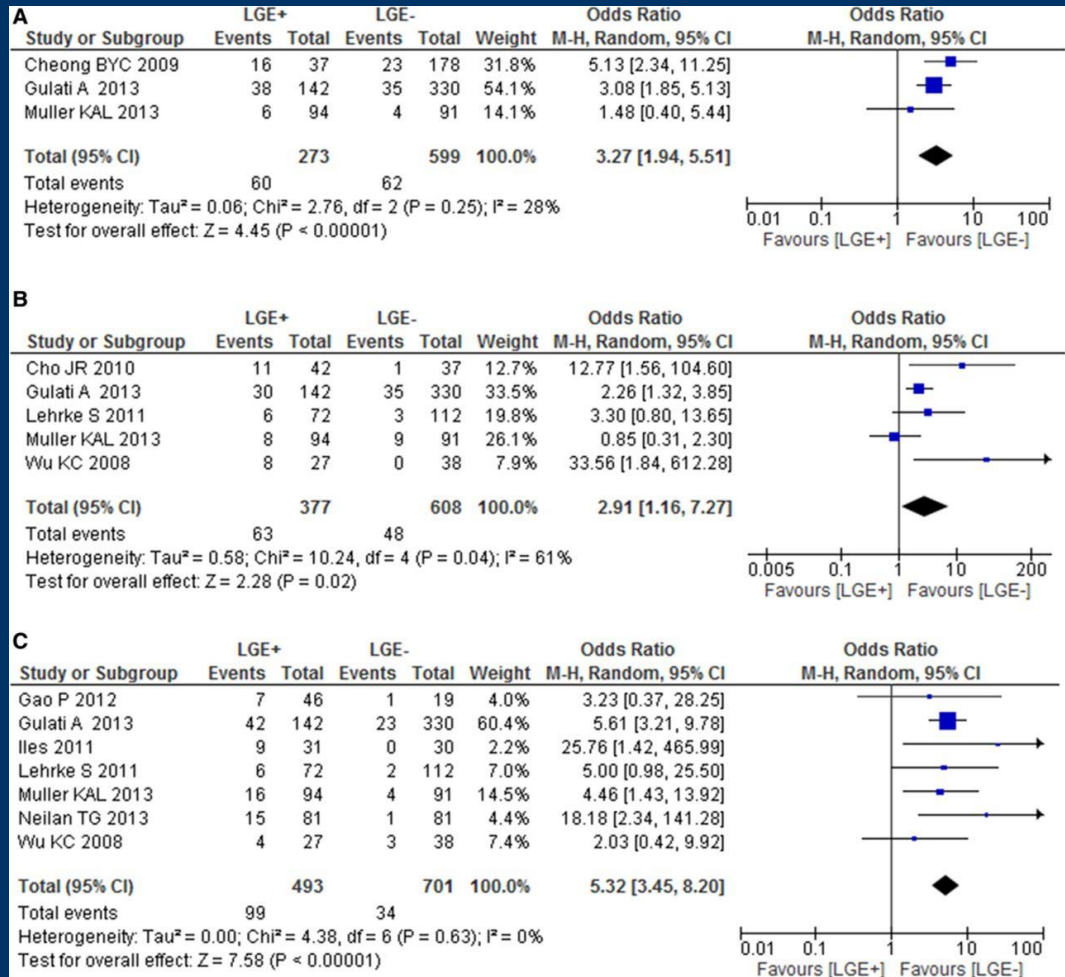 A
LGE+ LGE- Odds Ratio Odds Ratio
Study or Subgroup Events Total Events Total Weight M-H, Random, 95% CI M-H, Random, 95% CI
Cheong BYC 2009 16 37 23 178 31.8% 5.13 [2.34, 11.25]
Gulati A 2013 38 142 35 330 54.1% 3.08 [1.85, 5.13]
Muller KAL 2013 6 94 4 91 14.1% 1.48 [0.40, 5.44]
Total (95% CI) 273 599 100.0% 3.27 [1.94, 5.51]
Total events 60 62
Heterogeneity: Tau² = 0.06; Chi² = 2.76, df = 2 (P = 0.25); I² = 28%
Test for overall effect: Z = 4.45 (P < 0.00001)
0.01 0.1 1 10 100
Favours [LGE+] Favours [LGE-]
B
LGE+ LGE- Odds Ratio Odds Ratio
Study or Subgroup Events Total Events Total Weight M-H, Random, 95% CI M-H, Random, 95% CI
Cho JR 2010 11 42 1 37 12.7% 12.77 [1.56, 104.60]
Gulati A 2013 30 142 35 330 33.5% 2.26 [1.32, 3.85]
Lehrke S 2011 6 72 3 112 19.8% 3.30 [0.80, 13.65]
Muller KAL 2013 8 94 9 91 26.1% 0.85 [0.31, 2.30]
Wu KC 2008 8 27 0 38 7.9% 33.56 [1.84, 612.28]
Total (95% CI) 377 608 100.0% 2.91 [1.16, 7.27]
Total events 63 48
Heterogeneity: Tau² = 0.58; Chi² = 10.24, df = 4 (P = 0.04); I² = 61%
Test for overall effect: Z = 2.28 (P = 0.02)
0.005 0.1 1 10 200
Favours [LGE+] Favours [LGE-]
C
LGE+ LGE- Odds Ratio Odds Ratio
Study or Subgroup Events Total Events Total Weight M-H, Random, 95% CI M-H, Random, 95% CI
Gao P 2012 7 46 1 19 4.0% 3.23 [0.37, 28.25]
Gulati A 2013 42 142 23 330 60.4% 5.61 [3.21, 9.78]
Iles 2011 9 31 0 30 2.2% 25.76 [1.42, 465.99]
Lehrke S 2011 6 72 2 112 7.0% 5.00 [0.98, 25.50]
Muller KAL 2013 16 94 4 91 14.5% 4.46 [1.43, 13.92]
Neilan TG 2013 15 81 1 81 4.4% 18.18 [2.34, 141.28]
Wu KC 2008 4 27 3 38 7.4% 2.03 [0.42, 9.92]
Total (95% CI) 493 701 100.0% 5.32 [3.45, 8.20]
Total events 99 34
Heterogeneity: Tau² = 0.00; Chi² = 4.38, df = 6 (P = 0.63); I² = 0%
Test for overall effect: Z = 7.58 (P < 0.00001)
0.01 0.1 1 10 100
Favours [LGE+] Favours [LGE-]